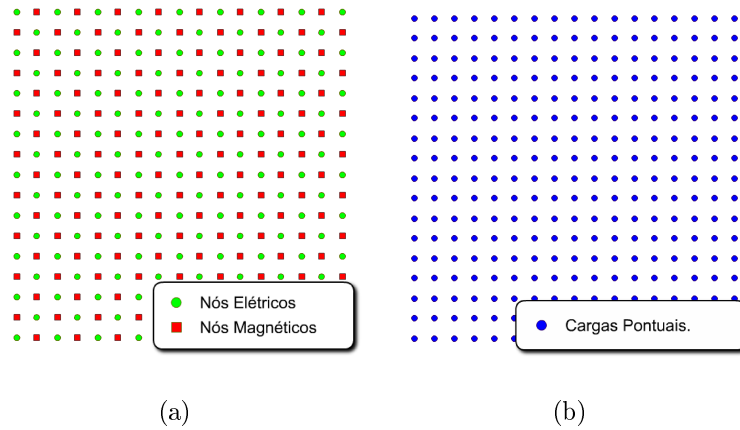 Nós Elétricos
Nós Magnéticos
Cargas Pontuais.
(a)
(b)